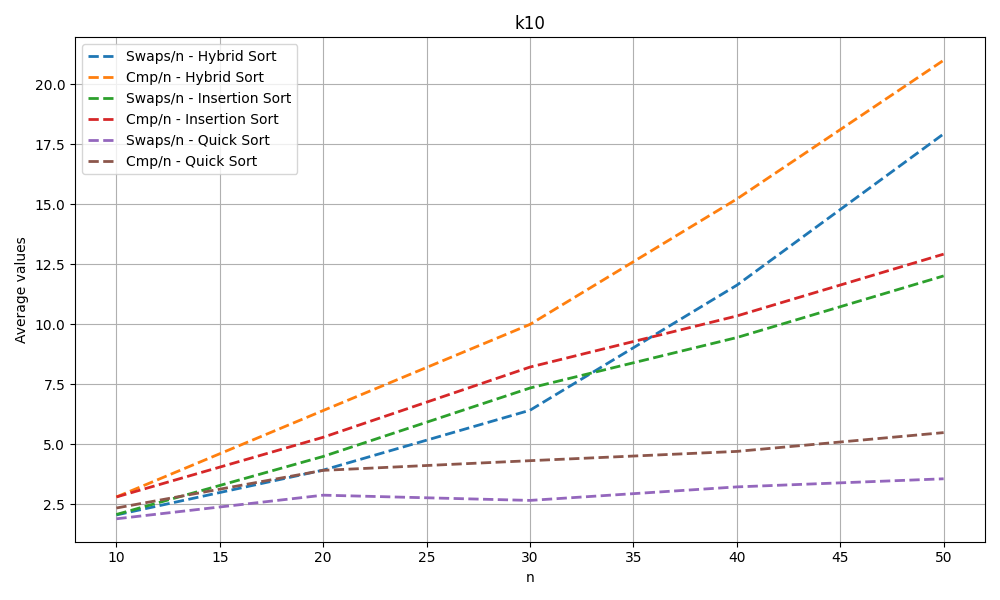 k10
Swaps/n - Hybrid Sort
Cmp/n - Hybrid Sort
Swaps/n - Insertion Sort
Cmp/n - Insertion Sort
Swaps/n - Quick Sort
Cmp/n - Quick Sort
Average values
20.0
17.5
15.0
12.5
10.0
7.5
5.0
2.5
10 15 20 25 30 35 40 45 50
n